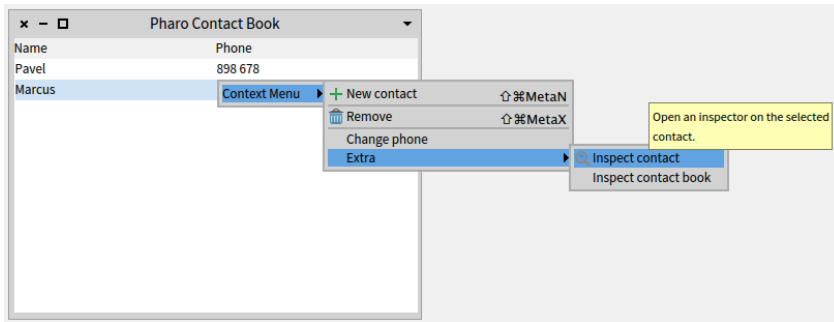 Pharo Contact Book
Name Phone
Pavel 898 678
Marcus
Context Menu
New contact ⇧⌘MetaN
Remove ⇧⌘MetaX
Change phone
Extra
Inspect contact
Inspect contact book
Open an inspector on the selected
contact.